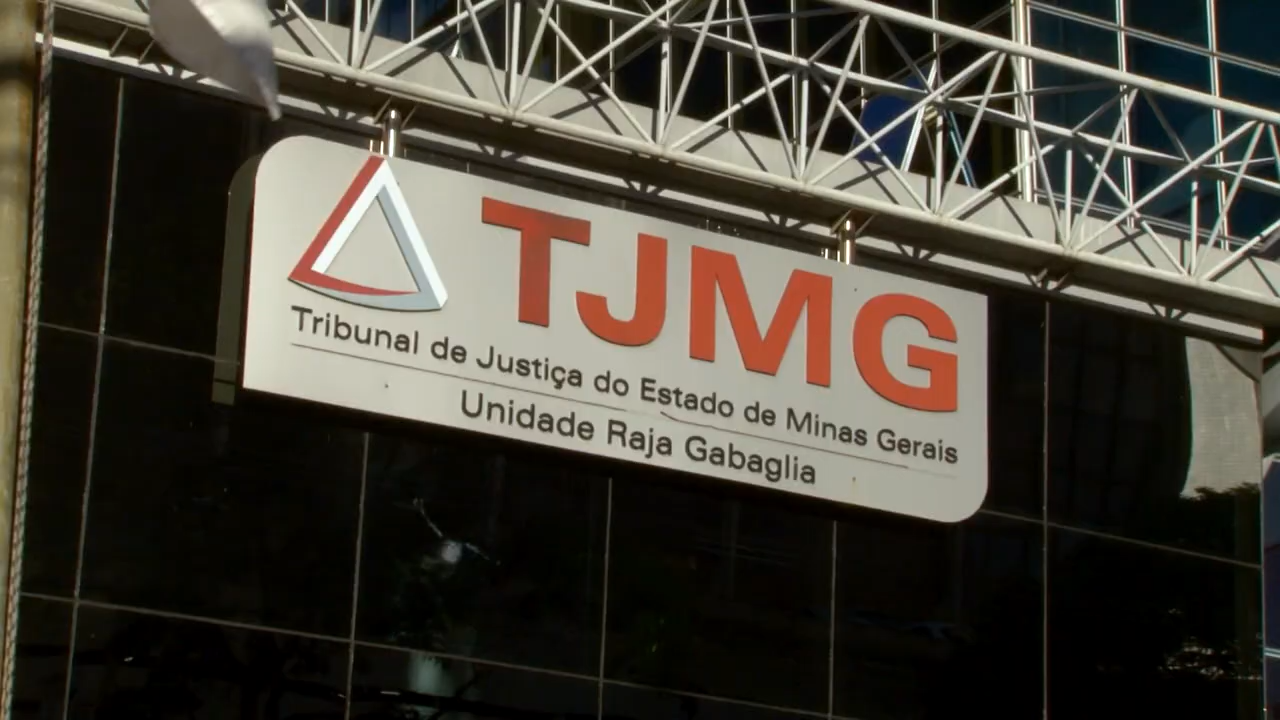 TJMG
Tribunal de Justiça do Estado de Minas Gerais
Unidade Raja Gabaglia